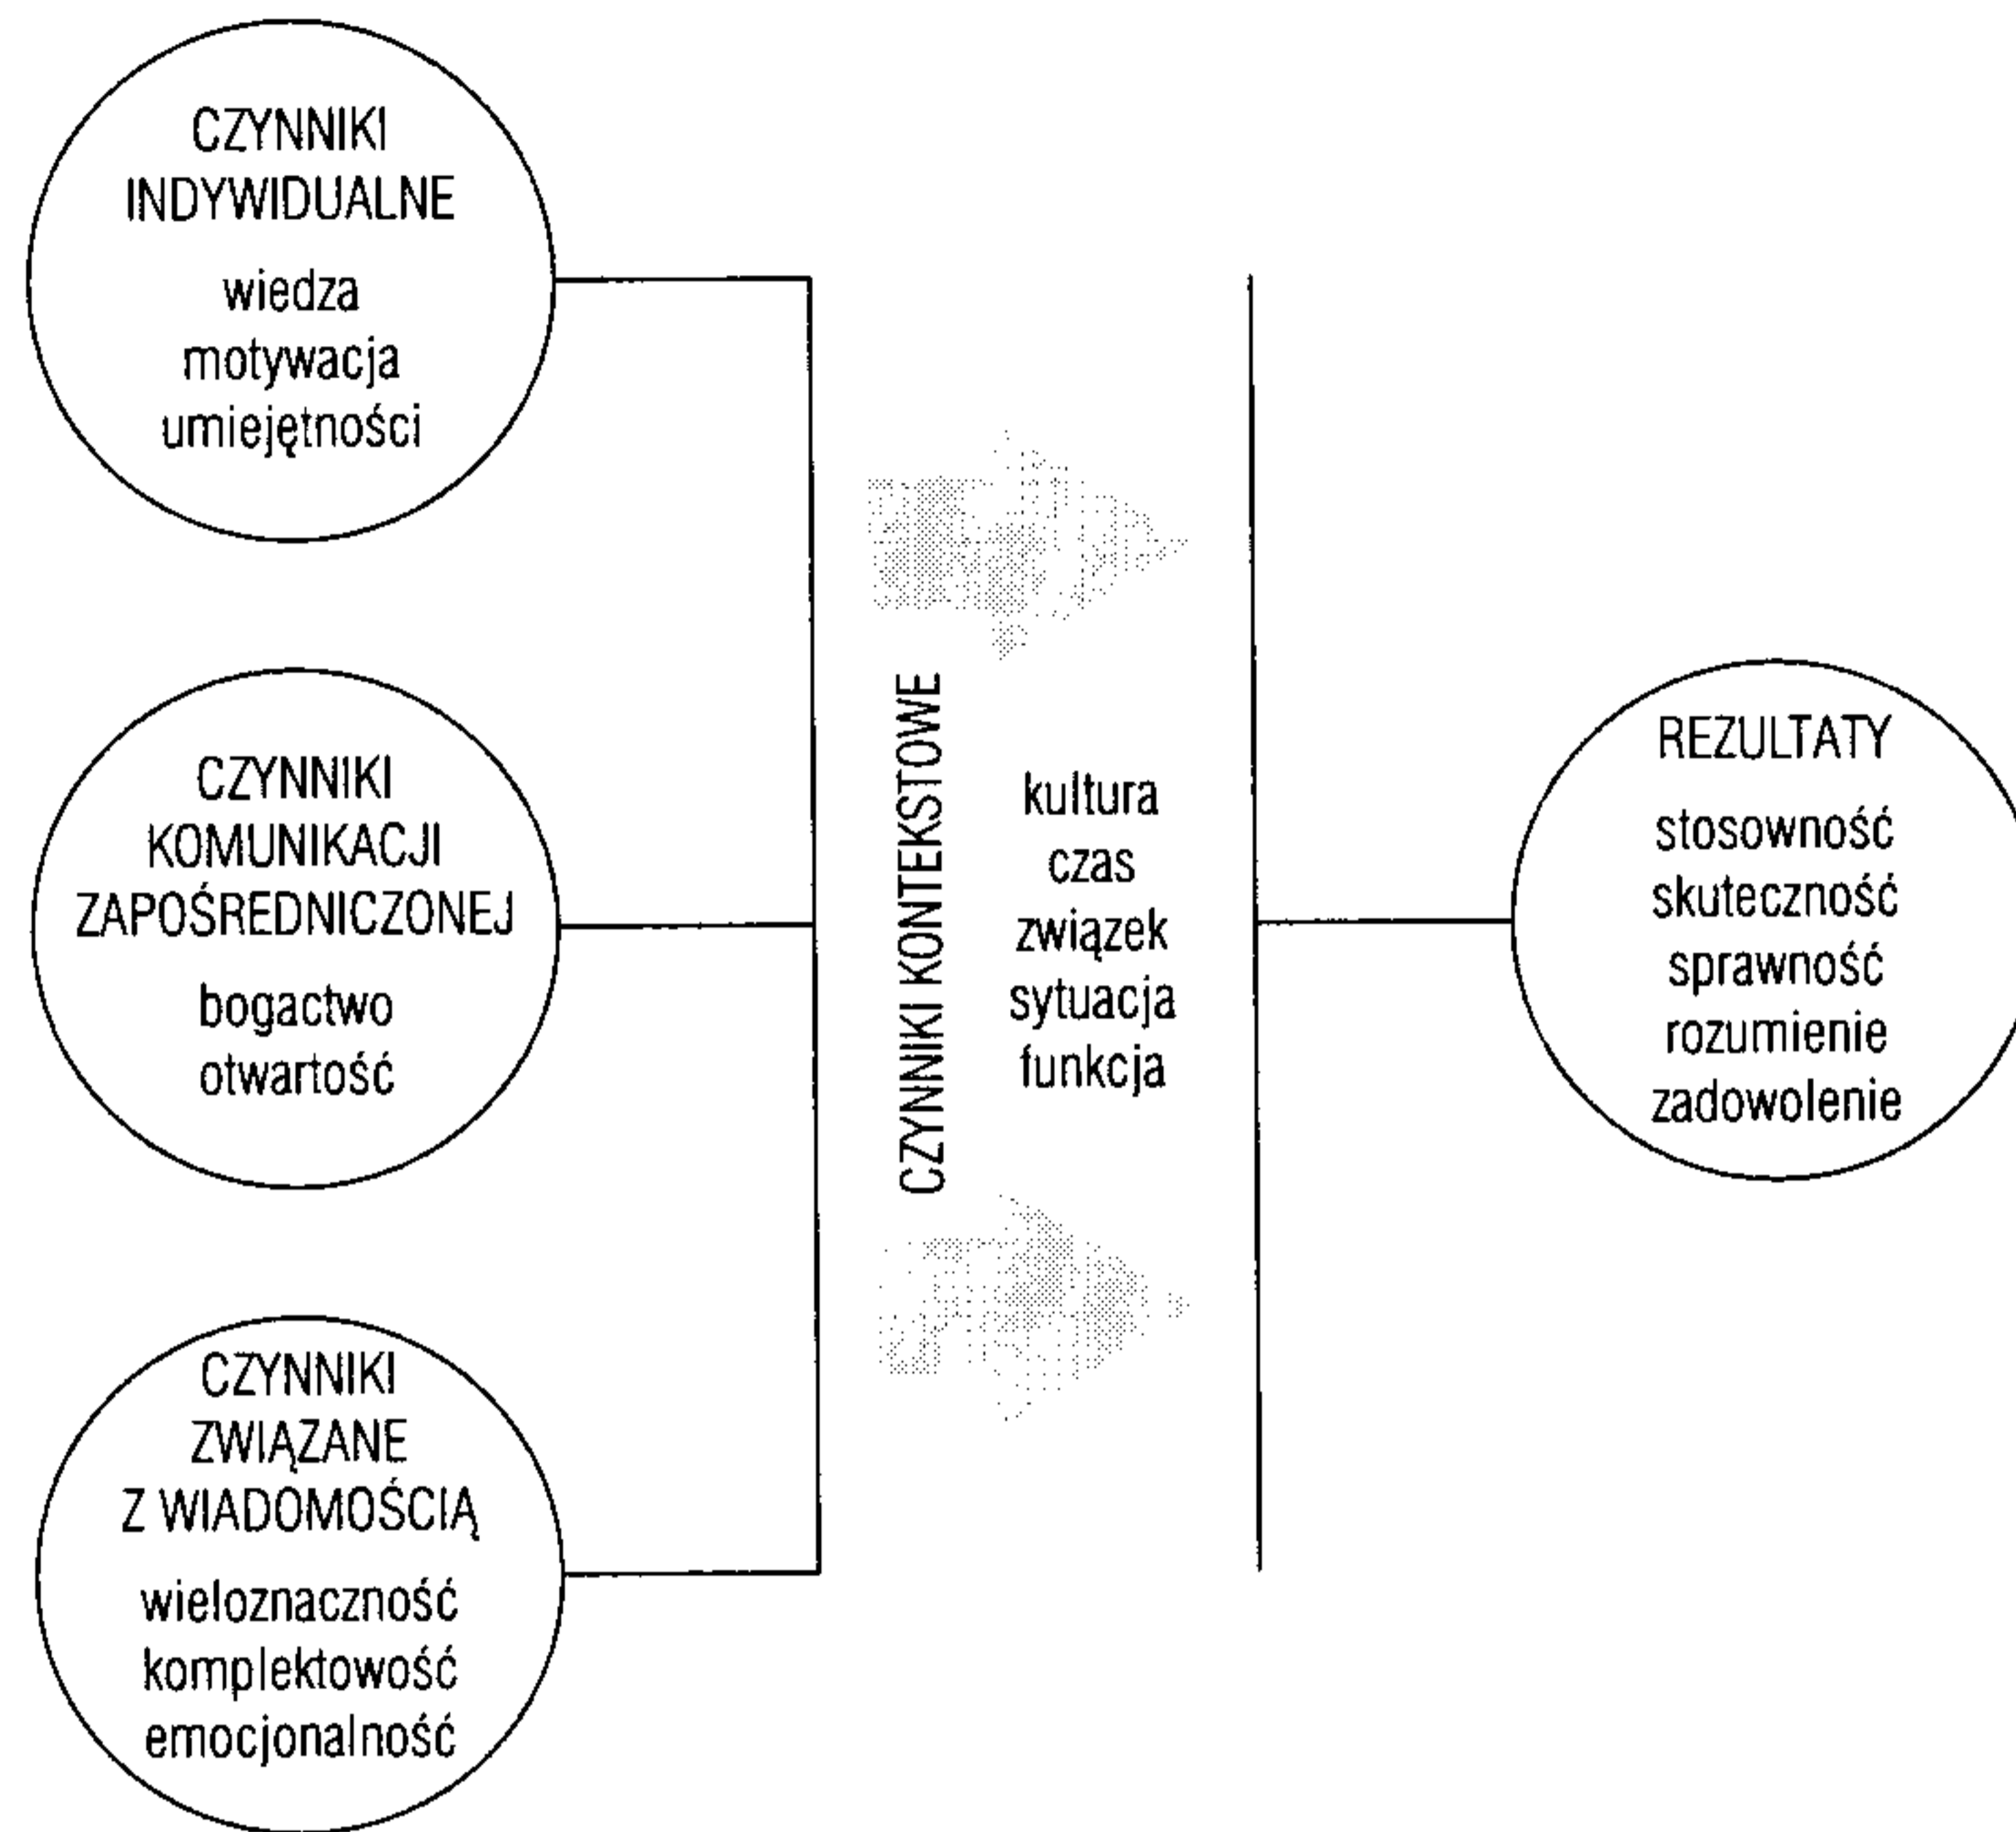 CZYNNIKI
INDYWIDUALNE
wiedza
motywacja
umiejętności
CZYNNIKI
KOMUNIKACJI
ZAPOŚREDNICZONEJ
bogactwo
otwartość
CZYNNIKI
ZWIĄZANE
Z WIADOMOŚCIĄ
wieloznaczność
komplektowość
emocjonalność
CZYNNIKI KONTEKSTOWE
kultura
czas
związek
sytuacja
funkcja
REZULTATY
stosowność
skuteczność
sprawność
rozumienie
zadowolenie